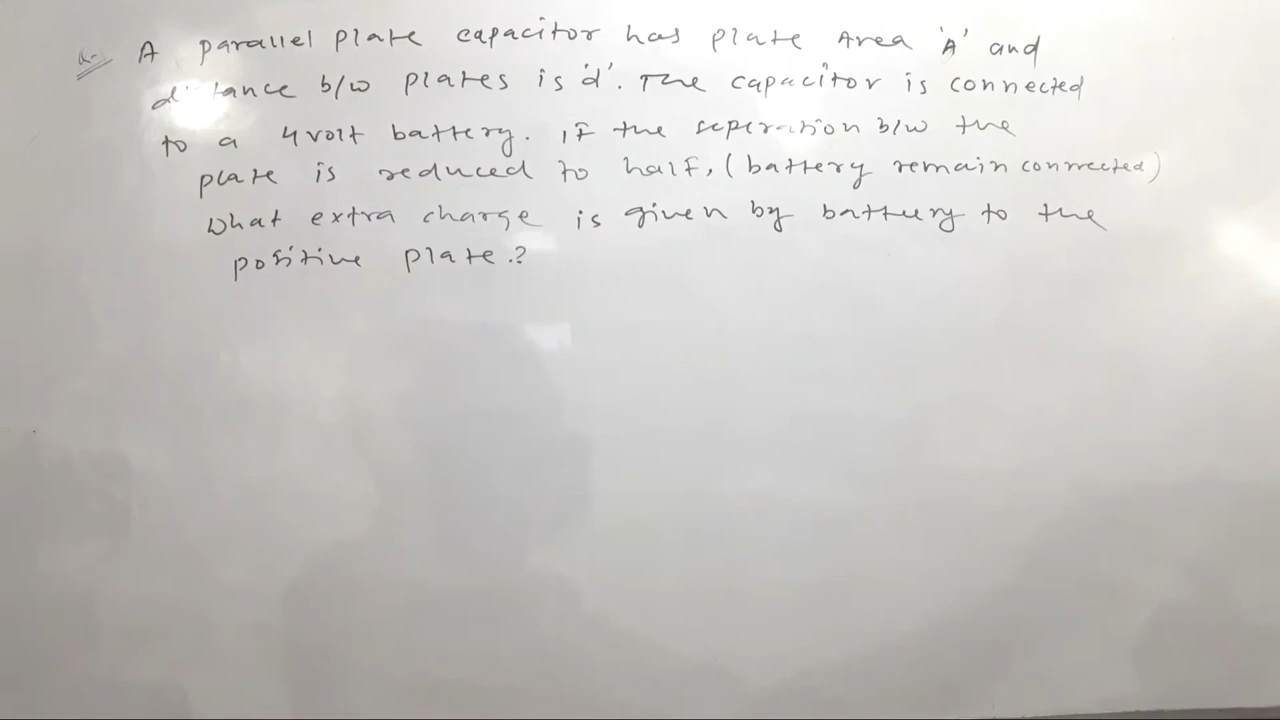 Q- A parallel plate capacitor has plate Area 'A' and
distance b/w plates is 'd'. The capacitor is connected
to a 4 volt battery. if the seperation b/w the
plate is reduced to half, (battery remain connected)
what extra charge is given by battery to the
positive plate.?